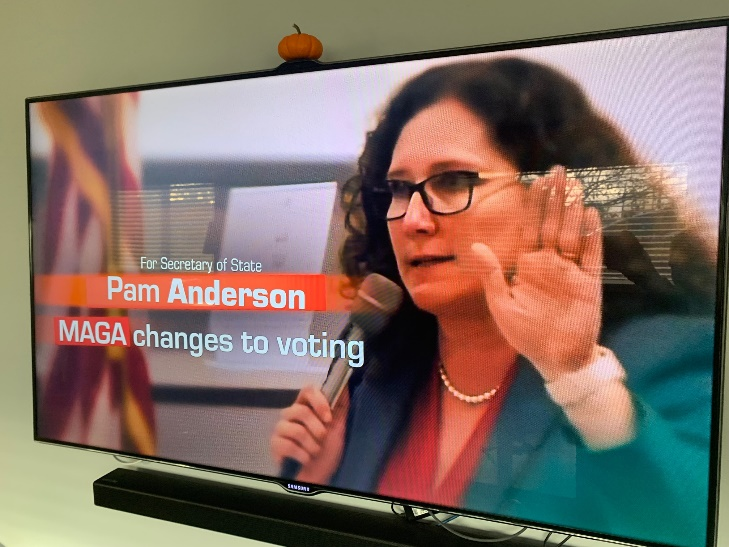 For Secretary of State
Pam Anderson
MAGA changes to voting
SAMSUNG